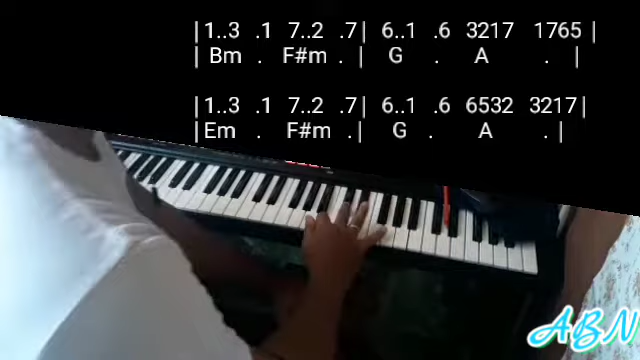 |1..3 .1 7..2 .7| 6..1 .6 3217 1765 |
| Bm . F#m . | G . A . |
|1..3 .1 7..2 .7| 6..1 .6 6532 3217|
|Em . F#m .| G . A . |
ABN